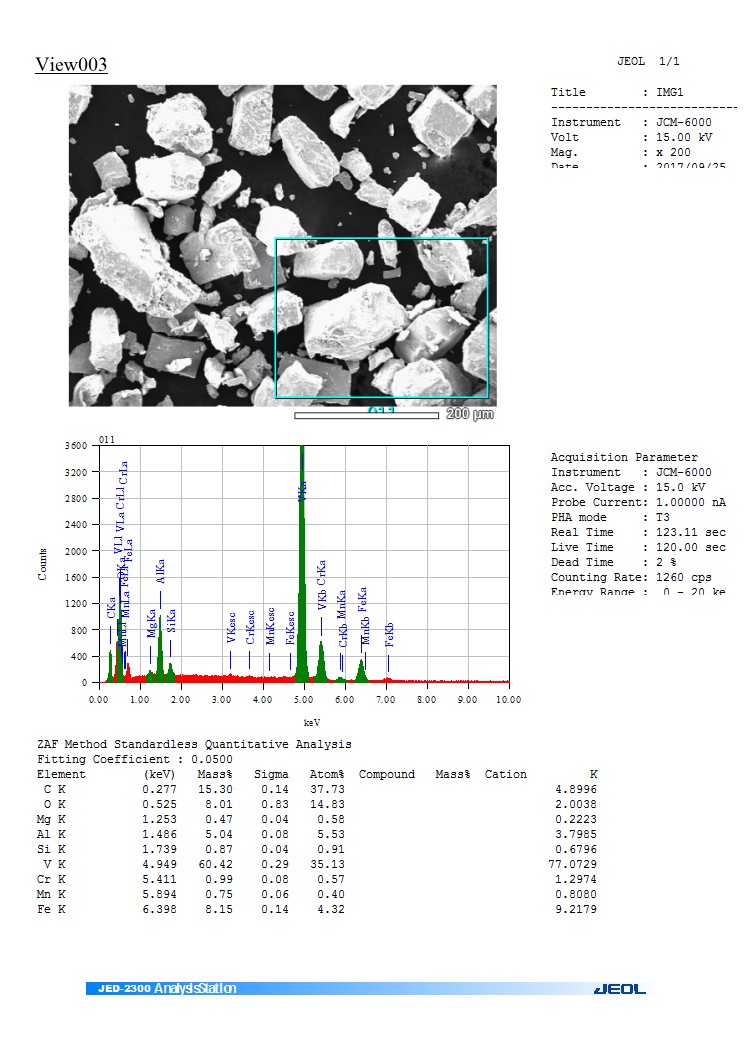 View003
JEOL 1/1
Title : IMG1
---------------------------
Instrument : JCM-6000
Volt : 15.00 kV
Mag. : x 200
Date : 2017/09/25
011
200 µm
011
3600
3200
2800
2400
2000
1600
1200
800
400
0
Counts
CKa
VLl VLa CrLl CrLa
OKa
MnLl MnLa FeLl FeLa
MgKa
AlKa
SiKa
VKesc
CrKesc
MnKesc
FeKesc
VKa
VKb CrKa
CrKb MnKa
MnKb FeKa
FeKb
0.00 1.00 2.00 3.00 4.00 5.00 6.00 7.00 8.00 9.00 10.00
keV
Acquisition Parameter
Instrument : JCM-6000
Acc. Voltage : 15.0 kV
Probe Current: 1.00000 nA
PHA mode : T3
Real Time : 123.11 sec
Live Time : 120.00 sec
Dead Time : 2 %
Counting Rate: 1260 cps
Energy Range : 0 - 20 ke
ZAF Method Standardless Quantitative Analysis
Fitting Coefficient : 0.0500
Element (keV) Mass% Sigma Atom% Compound Mass% Cation K
C K 0.277 15.30 0.14 37.73 4.8996
O K 0.525 8.01 0.83 14.83 2.0038
Mg K 1.253 0.47 0.04 0.58 0.2223
Al K 1.486 5.04 0.08 5.53 3.7985
Si K 1.739 0.87 0.04 0.91 0.6796
V K 4.949 60.42 0.29 35.13 77.0729
Cr K 5.411 0.99 0.08 0.57 1.2974
Mn K 5.894 0.75 0.06 0.40 0.8080
Fe K 6.398 8.15 0.14 4.32 9.2179
JED-2300 AnalysisStation
JEOL